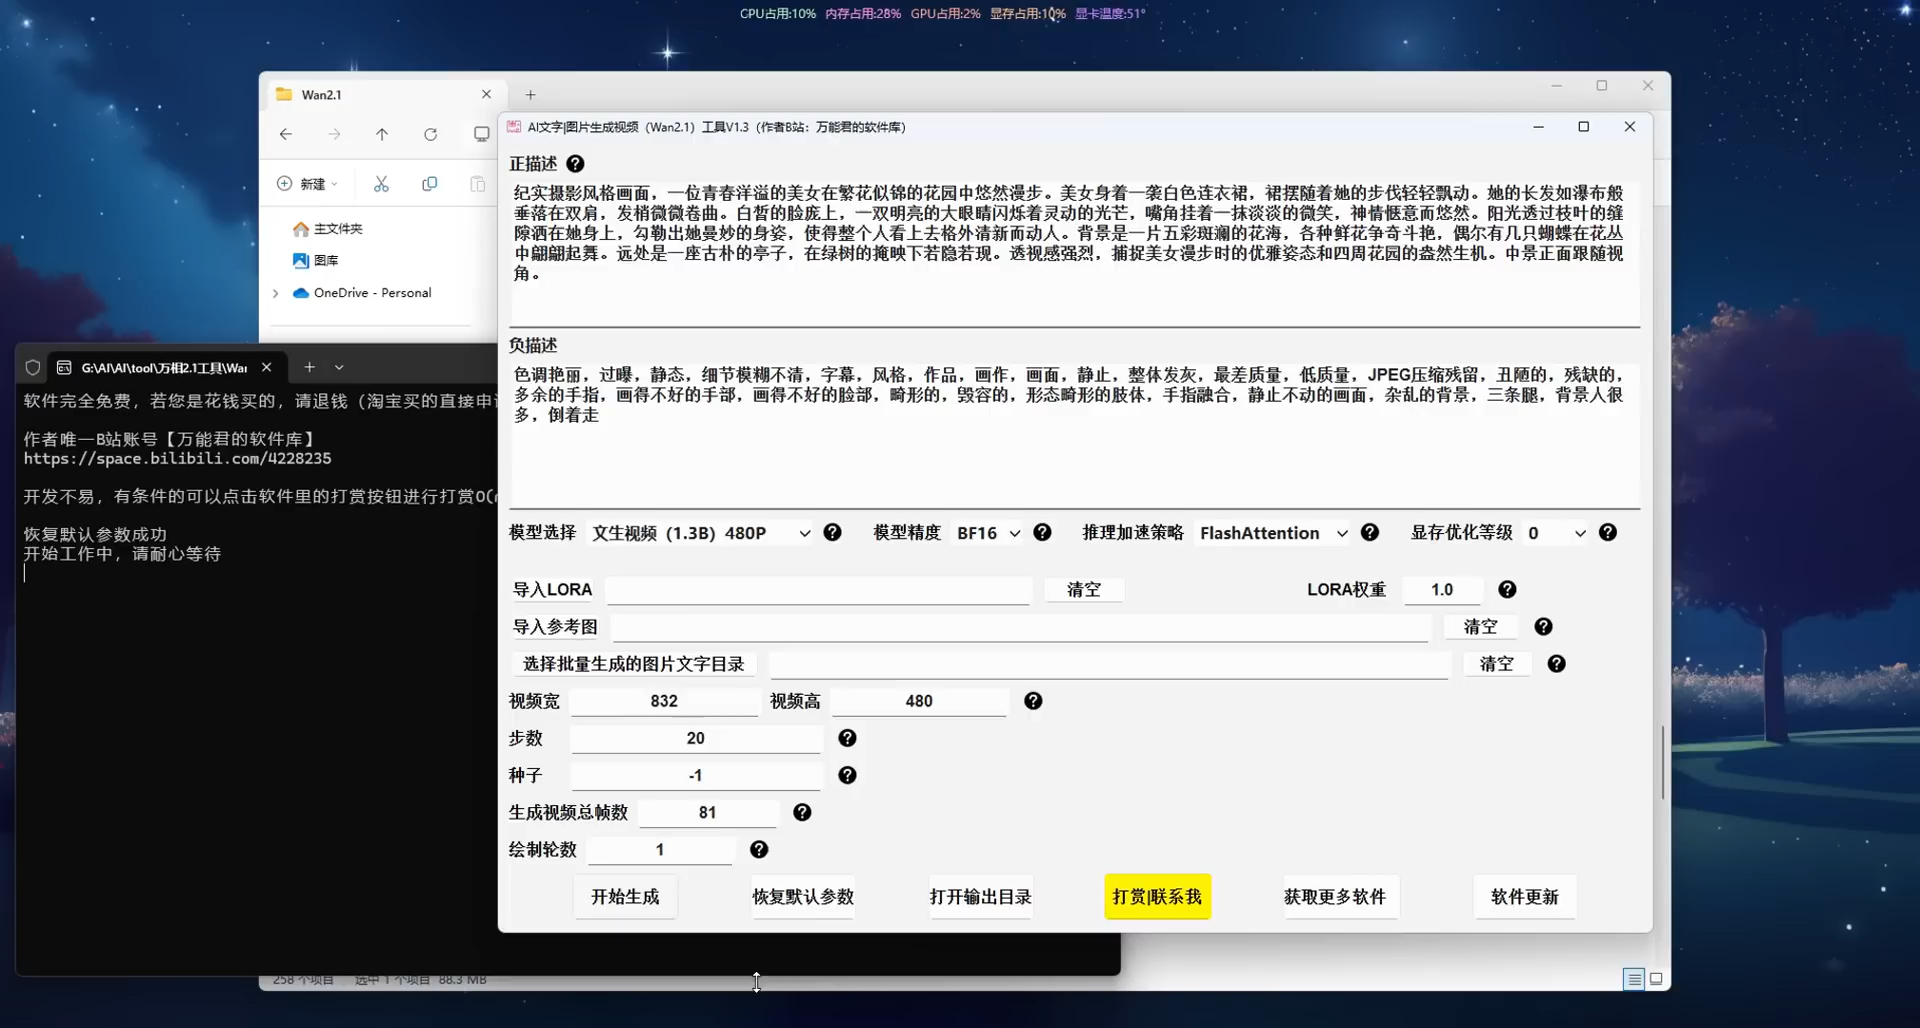 CPU占用:10% 内存占用:28% GPU占用:2% 显存占用:10% 显卡温度:51°
Wan2.1
新建
主文件夹
图库
OneDrive - Personal
258 个项目 选中 1 个项目 88.3 MB
G:\AI\AI\tool\万相2.1工具\War
软件完全免费，若您是花钱买的，请退钱（淘宝买的直接申
作者唯一B站账号【万能君的软件库】
https://space.bilibili.com/4228235
开发不易，有条件的可以点击软件里的打赏按钮进行打赏O(
恢复默认参数成功
开始工作中，请耐心等待
AI文字|图片生成视频（Wan2.1）工具V1.3（作者B站：万能君的软件库）
正描述
纪实摄影风格画面，一位青春洋溢的美女在繁花似锦的花园中悠然漫步。美女身着一袭白色连衣裙，裙摆随着她的步伐轻轻飘动。她的长发如瀑布般
垂落在双肩，发梢微微卷曲。白皙的脸庞上，一双明亮的大眼睛闪烁着灵动的光芒，嘴角挂着一抹淡淡的微笑，神情惬意而悠然。阳光透过枝叶的缝
隙洒在她身上，勾勒出她曼妙的身姿，使得整个人看上去格外清新而动人。背景是一片五彩斑斓的花海，各种鲜花争奇斗艳，偶尔有几只蝴蝶在花丛
中翩翩起舞。远处是一座古朴的亭子，在绿树的掩映下若隐若现。透视感强烈，捕捉美女漫步时的优雅姿态和四周花园的盎然生机。中景正面跟随视
角。
负描述
色调艳丽，过曝，静态，细节模糊不清，字幕，风格，作品，画作，画面，静止，整体发灰，最差质量，低质量，JPEG压缩残留，丑陋的，残缺的，
多余的手指，画得不好的手部，画得不好的脸部，畸形的，毁容的，形态畸形的肢体，手指融合，静止不动的画面，杂乱的背景，三条腿，背景人很
多，倒着走
模型选择 文生视频（1.3B）480P 模型精度 BF16 推理加速策略 FlashAttention 显存优化等级 0
导入LORA 清空 LORA权重 1.0
导入参考图 清空
选择批量生成的图片文字目录 清空
视频宽 832 视频高 480
步数 20
种子 -1
生成视频总帧数 81
绘制轮数 1
开始生成 恢复默认参数 打开输出目录 打赏|联系我 获取更多软件 软件更新